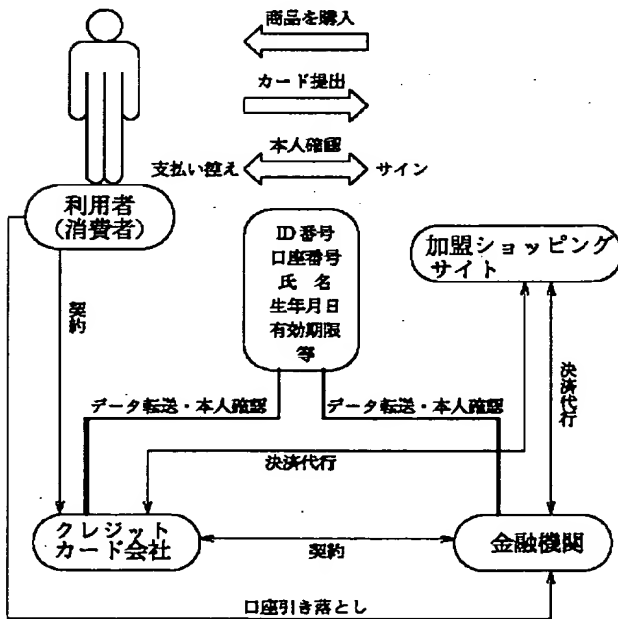 商品を購入
カード提出
本人確認
支払い控え
サイン
利用者
(消費者)
ID番号
口座番号
氏 名
生年月日
有効期限
等
加盟ショッピング
サイト
契約
決済代行
データ転送・本人確認
データ転送・本人確認
決済代行
クレジット
カード会社
契約
金融機関
口座引き落とし